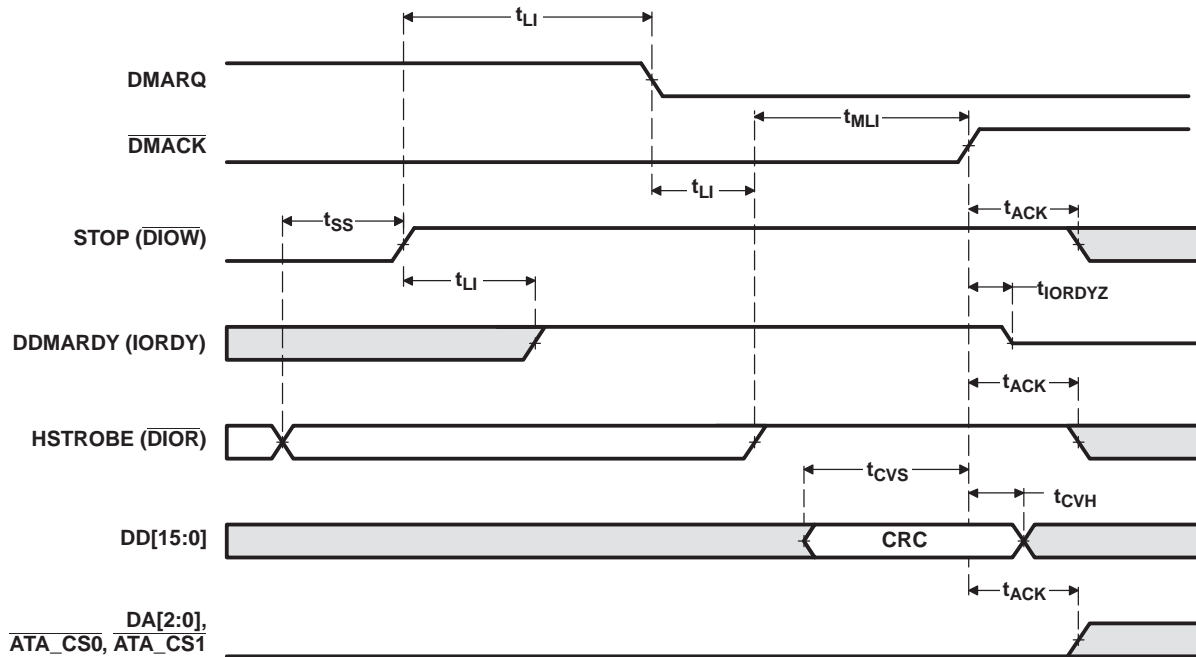 tLI
DMARQ
tMLI
DMACK
tLI
tSS
tACK
STOP (DIOW)
tLI
tIORDYZ
DDMARDY (IORDY)
tACK
HSTROBE (DIOR)
tCVS
tCVH
DD[15:0]
CRC
tACK
DA[2:0],
ATA_CS0, ATA_CS1